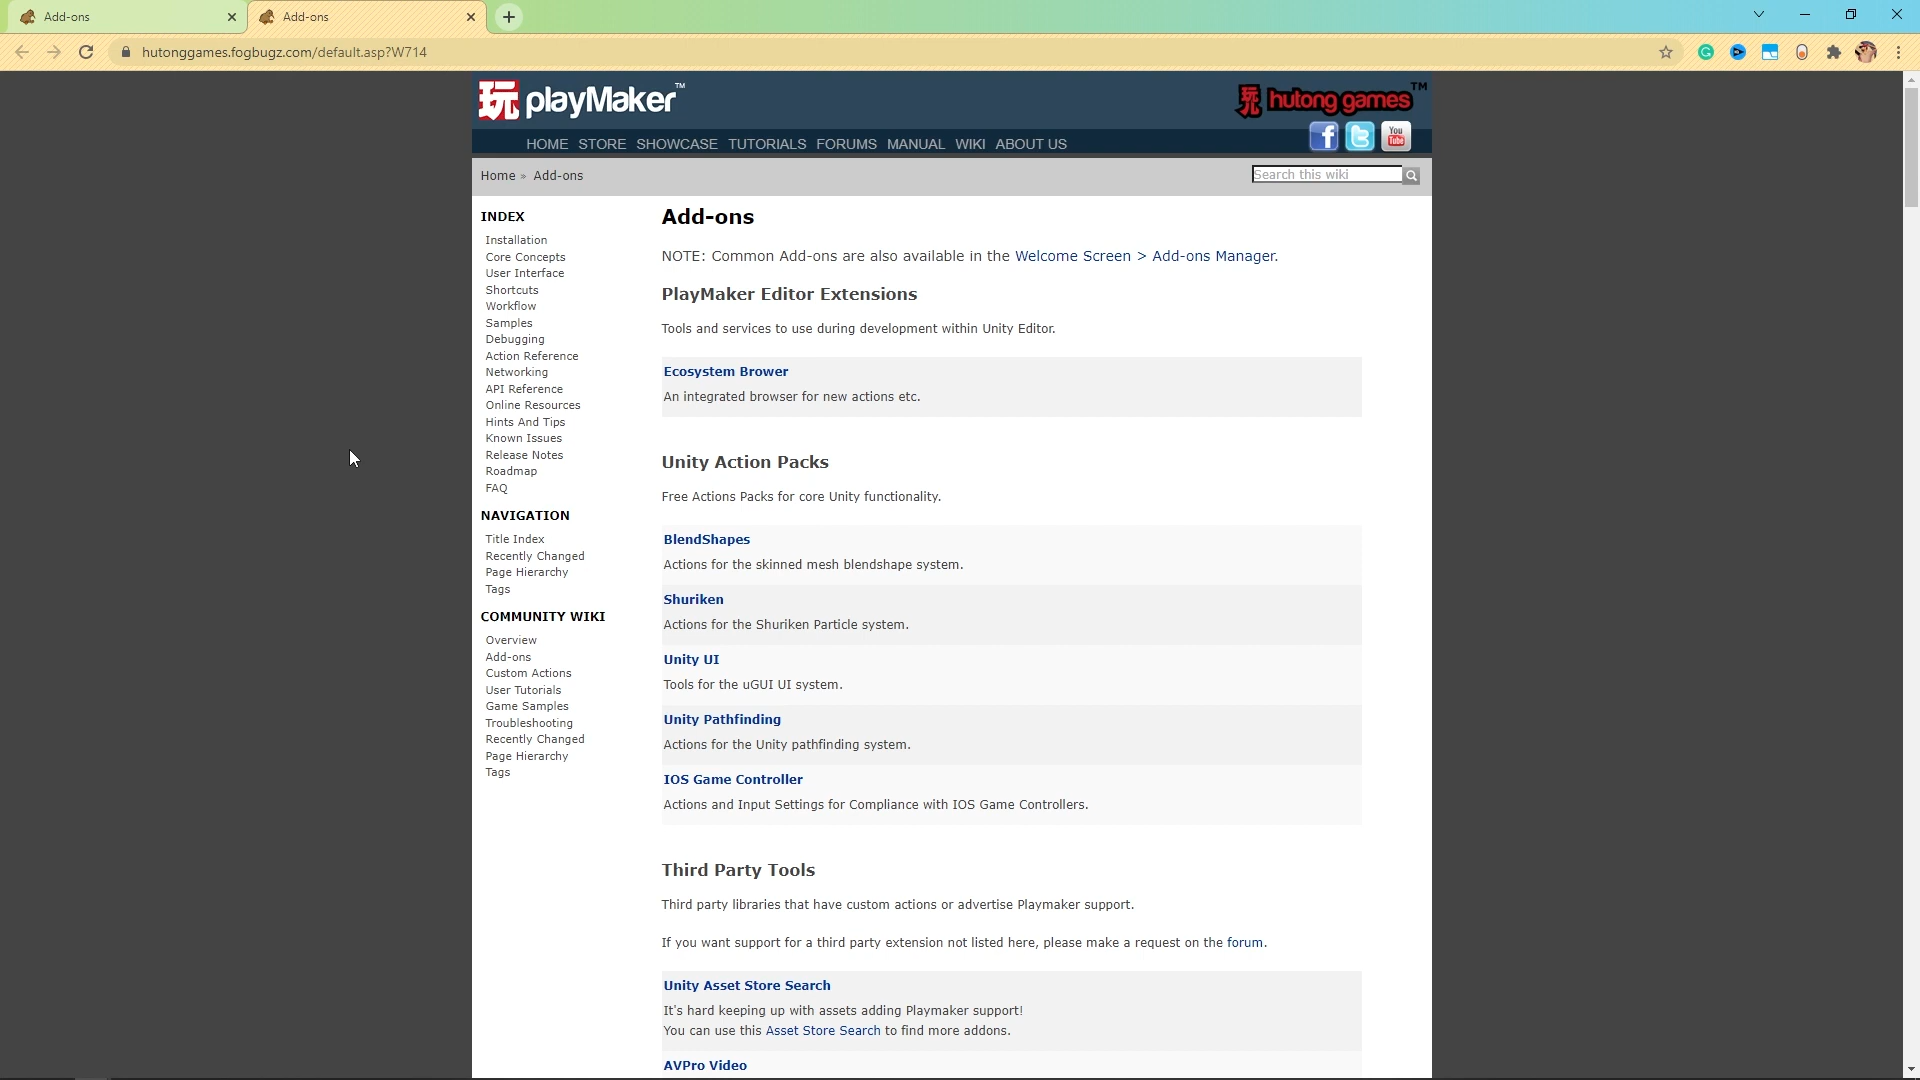 Add-ons
Add-ons
hutonggames.fogbugz.com/default.asp?W714
玩 playMaker™
玩 hutong games™
HOME STORE SHOWCASE TUTORIALS FORUMS MANUAL WIKI ABOUT US
You Tube
Home » Add-ons
Search this wiki
INDEX
Installation
Core Concepts
User Interface
Shortcuts
Workflow
Samples
Debugging
Action Reference
Networking
API Reference
Online Resources
Hints And Tips
Known Issues
Release Notes
Roadmap
FAQ
NAVIGATION
Title Index
Recently Changed
Page Hierarchy
Tags
COMMUNITY WIKI
Overview
Add-ons
Custom Actions
User Tutorials
Game Samples
Troubleshooting
Recently Changed
Page Hierarchy
Tags
Add-ons
NOTE: Common Add-ons are also available in the Welcome Screen > Add-ons Manager.
PlayMaker Editor Extensions
Tools and services to use during development within Unity Editor.
Ecosystem Brower
An integrated browser for new actions etc.
Unity Action Packs
Free Actions Packs for core Unity functionality.
BlendShapes
Actions for the skinned mesh blendshape system.
Shuriken
Actions for the Shuriken Particle system.
Unity UI
Tools for the uGUI UI system.
Unity Pathfinding
Actions for the Unity pathfinding system.
IOS Game Controller
Actions and Input Settings for Compliance with IOS Game Controllers.
Third Party Tools
Third party libraries that have custom actions or advertise Playmaker support.
If you want support for a third party extension not listed here, please make a request on the forum.
Unity Asset Store Search
It's hard keeping up with assets adding Playmaker support!
You can use this Asset Store Search to find more addons.
AVPro Video